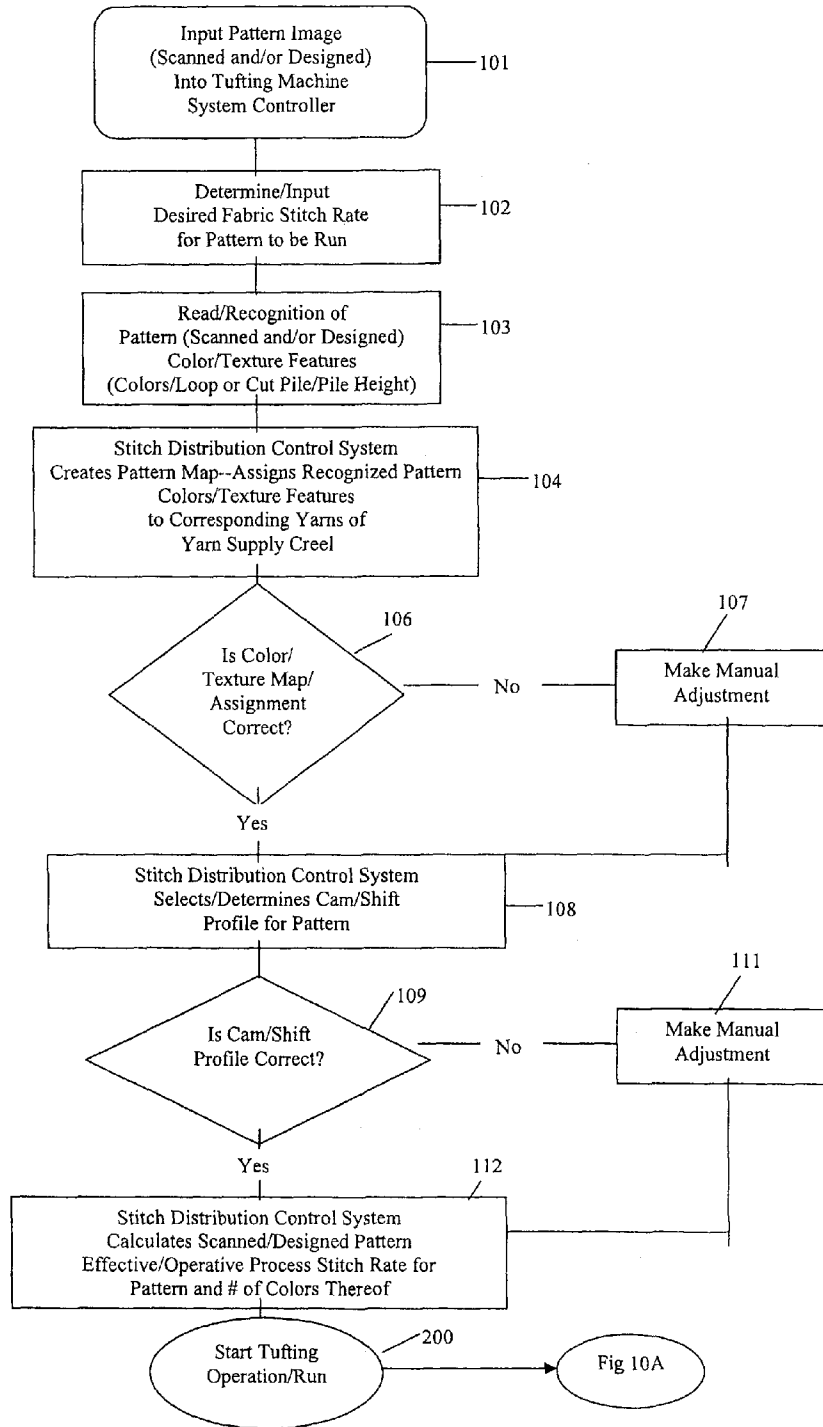 Input Pattern Image
(Scanned and/or Designed)
Into Tufting Machine
System Controller
101
Determine/Input
Desired Fabric Stitch Rate
for Pattern to be Run
102
Read/Recognition of
Pattern (Scanned and/or Designed)
Color/Texture Features
(Colors/Loop or Cut Pile/Pile Height)
103
Stitch Distribution Control System
Creates Pattern Map--Assigns Recognized Pattern
Colors/Texture Features
to Corresponding Yarns of
Yarn Supply Creel
104
106
Is Color/
Texture Map/
Assignment
Correct?
No
107
Make Manual
Adjustment
Yes
Stitch Distribution Control System
Selects/Determines Cam/Shift
Profile for Pattern
108
109
Is Cam/Shift
Profile Correct?
No
111
Make Manual
Adjustment
Yes
112
Stitch Distribution Control System
Calculates Scanned/Designed Pattern
Effective/Operative Process Stitch Rate for
Pattern and # of Colors Thereof
200
Start Tufting
Operation/Run
Fig 10A